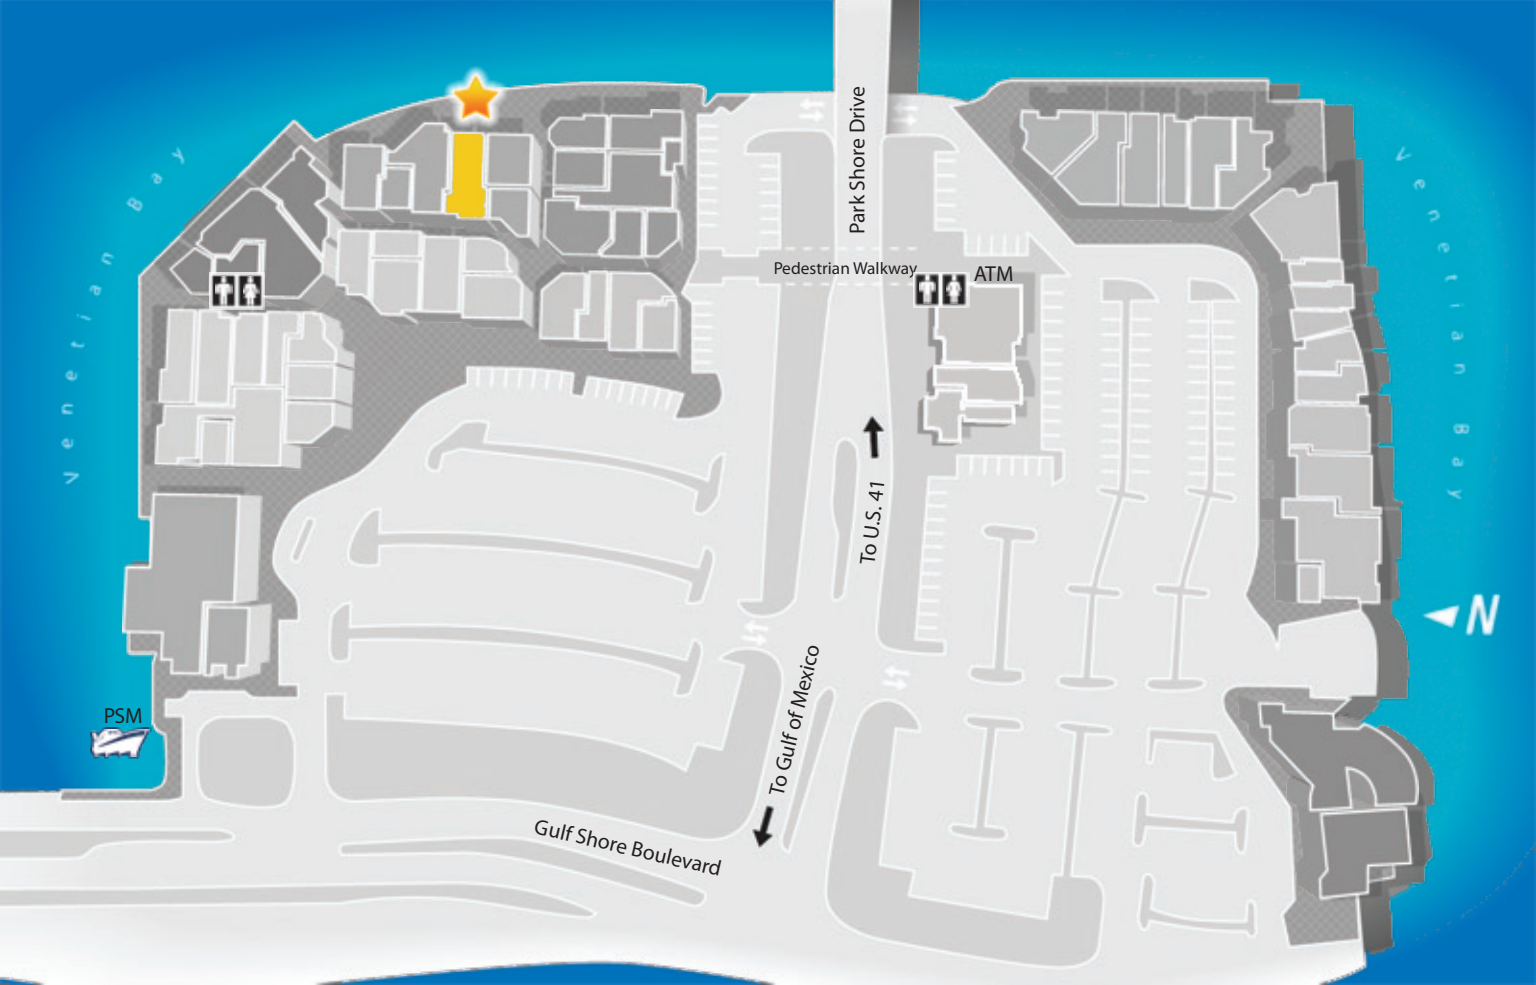 Park Shore Drive
Venetian Bay
Venetian Bay
Pedestrian Walkway
ATM
To U.S. 41
N
To Gulf of Mexico
PSM
Gulf Shore Boulevard